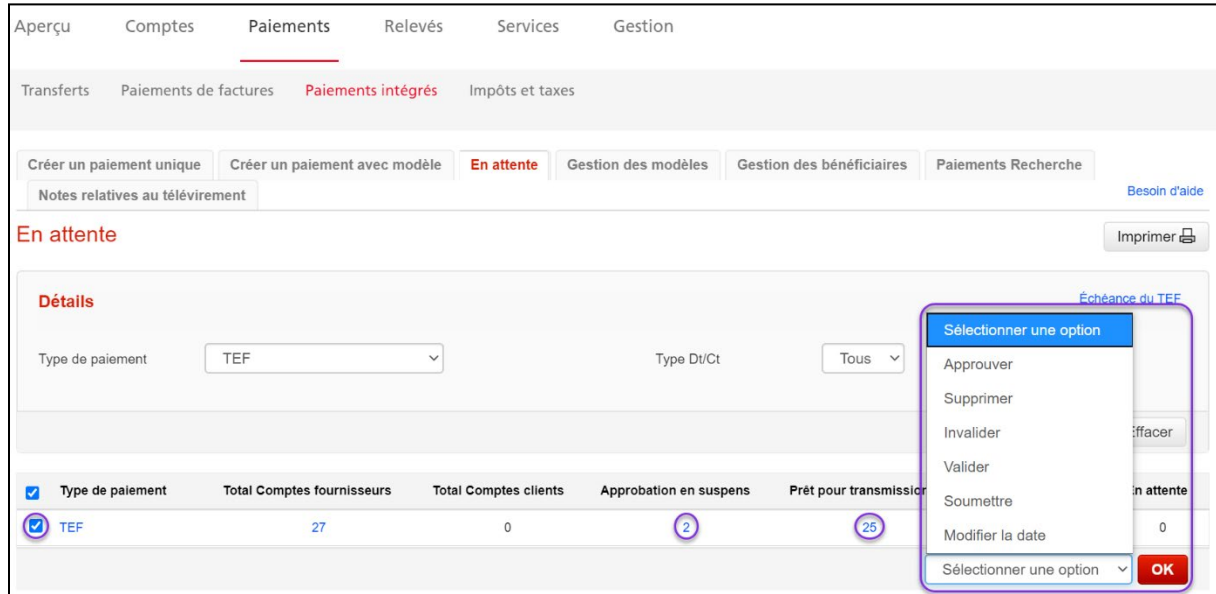 Aperçu Comptes Paiements Relevés Services Gestion
Transferts Paiements de factures Paiements intégrés Impôts et taxes
Créer un paiement unique Créer un paiement avec modèle En attente Gestion des modèles Gestion des bénéficiaires Paiements Recherche
Notes relatives au télévirement Besoin d'aide
En attente Imprimer
Détails Échéance du TEF
Type de paiement TEF Type Dt/Ct Tous
Sélectionner une option
Approuver
Supprimer
Invalider
Valider
Soumettre
Modifier la date
Effacer
Type de paiement Total Comptes fournisseurs Total Comptes clients Approbation en suspens Prêt pour transmission En attente
TEF 27 0 2 25 0
Sélectionner une option OK